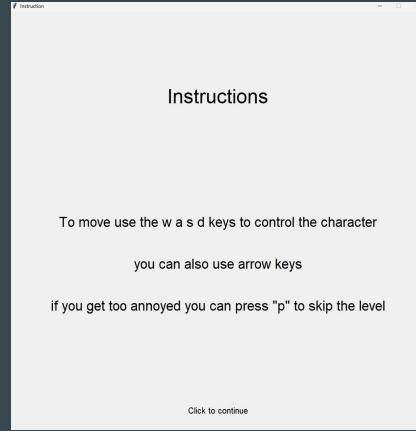 Instruction
Instructions
To move use the w a s d keys to control the character
you can also use arrow keys
if you get too annoyed you can press "p" to skip the level
Click to continue